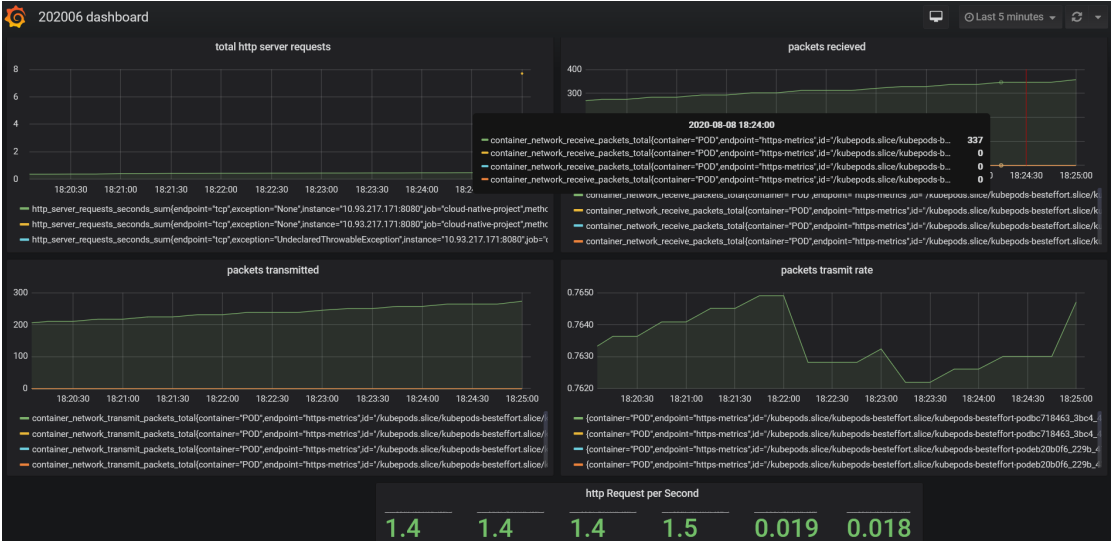 202006 dashboard
Last 5 minutes
total http server requests
8
6
4
2
0
18:20:30 18:21:00 18:21:30 18:22:00 18:22:30 18:23:00 18:23:30 18:24:00
http_server_requests_seconds_sum{endpoint="tcp",exception="None",instance="10.93.217.171:8080",job="cloud-native-project",metho
http_server_requests_seconds_sum{endpoint="tcp",exception="None",instance="10.93.217.171:8080",job="cloud-native-project",metho
http_server_requests_seconds_sum{endpoint="tcp",exception="UndeclaredThrowableException",instance="10.93.217.171:8080",job="c
packets recieved
400
300
2020-08-08 18:24:00
container_network_receive_packets_total{container="POD",endpoint="https-metrics",id="/kubepods.slice/kubepods-b... 337
container_network_receive_packets_total{container="POD",endpoint="https-metrics",id="/kubepods.slice/kubepods-b... 0
container_network_receive_packets_total{container="POD",endpoint="https-metrics",id="/kubepods.slice/kubepods-b... 0
container_network_receive_packets_total{container="POD",endpoint="https-metrics",id="/kubepods.slice/kubepods-b... 0
18:24:30 18:25:00
container_network_receive_packets_total{container="POD",endpoint="https-metrics",id="/kubepods.slice/kubepods-besteffort.slice/k
container_network_receive_packets_total{container="POD",endpoint="https-metrics",id="/kubepods.slice/kubepods-besteffort.slice/k
container_network_receive_packets_total{container="POD",endpoint="https-metrics",id="/kubepods.slice/kubepods-besteffort.slice/k
container_network_receive_packets_total{container="POD",endpoint="https-metrics",id="/kubepods.slice/kubepods-besteffort.slice/k
packets transmitted
300
200
100
0
18:20:30 18:21:00 18:21:30 18:22:00 18:22:30 18:23:00 18:23:30 18:24:00 18:24:30 18:25:00
container_network_transmit_packets_total{container="POD",endpoint="https-metrics",id="/kubepods.slice/kubepods-besteffort.slice/
container_network_transmit_packets_total{container="POD",endpoint="https-metrics",id="/kubepods.slice/kubepods-besteffort.slice/
container_network_transmit_packets_total{container="POD",endpoint="https-metrics",id="/kubepods.slice/kubepods-besteffort.slice/
container_network_transmit_packets_total{container="POD",endpoint="https-metrics",id="/kubepods.slice/kubepods-besteffort.slice/
packets trasmit rate
0.7650
0.7640
0.7630
0.7620
18:20:30 18:21:00 18:21:30 18:22:00 18:22:30 18:23:00 18:23:30 18:24:00 18:24:30 18:25:00
{container="POD",endpoint="https-metrics",id="/kubepods.slice/kubepods-besteffort.slice/kubepods-besteffort-podbc718463_3bc4_
{container="POD",endpoint="https-metrics",id="/kubepods.slice/kubepods-besteffort.slice/kubepods-besteffort-podbc718463_3bc4_
{container="POD",endpoint="https-metrics",id="/kubepods.slice/kubepods-besteffort.slice/kubepods-besteffort-podeb20b0f6_229b_4
{container="POD",endpoint="https-metrics",id="/kubepods.slice/kubepods-besteffort.slice/kubepods-besteffort-podeb20b0f6_229b_4
http Request per Second
1.4 1.4 1.4 1.5 0.019 0.018